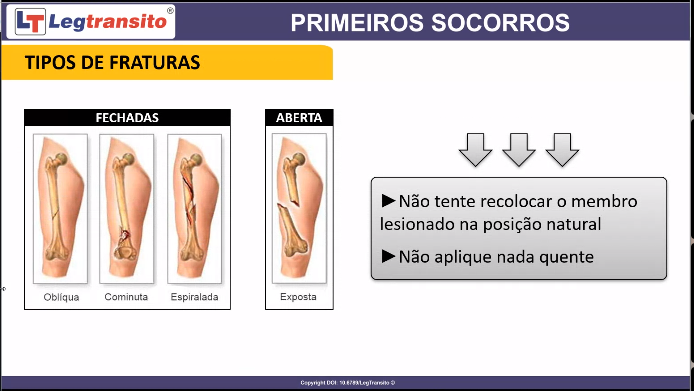 LT Legtransito®
PRIMEIROS SOCORROS
TIPOS DE FRATURAS
FECHADAS
Oblíqua Cominuta Espiralada
ABERTA
Exposta
►Não tente recolocar o membro
lesionado na posição natural
►Não aplique nada quente
Copyright DOI: 10.6789/LegTransito ©